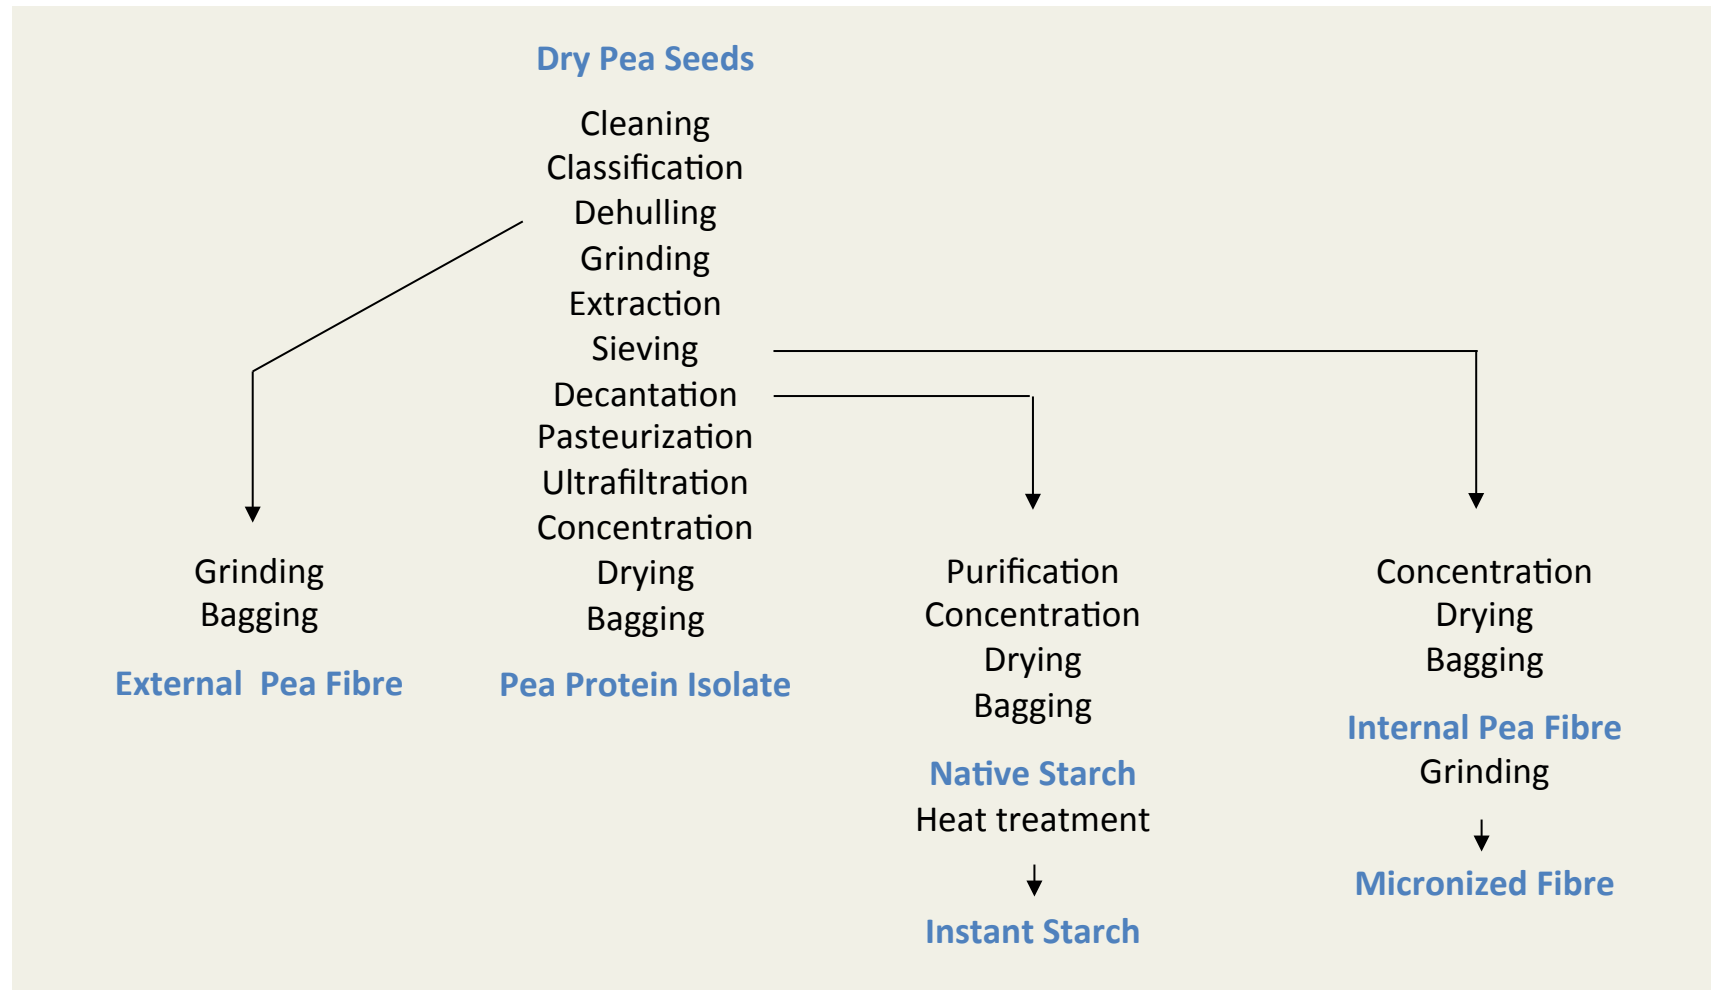 Dry Pea Seeds
Cleaning
Classification
Dehulling
Grinding
Extraction
Sieving
Decantation
Pasteurization
Ultrafiltration
Concentration
Drying
Bagging
Pea Protein Isolate
Grinding
Bagging
External Pea Fibre
Purification
Concentration
Drying
Bagging
Native Starch
Heat treatment
Instant Starch
Concentration
Drying
Bagging
Internal Pea Fibre
Grinding
Micronized Fibre